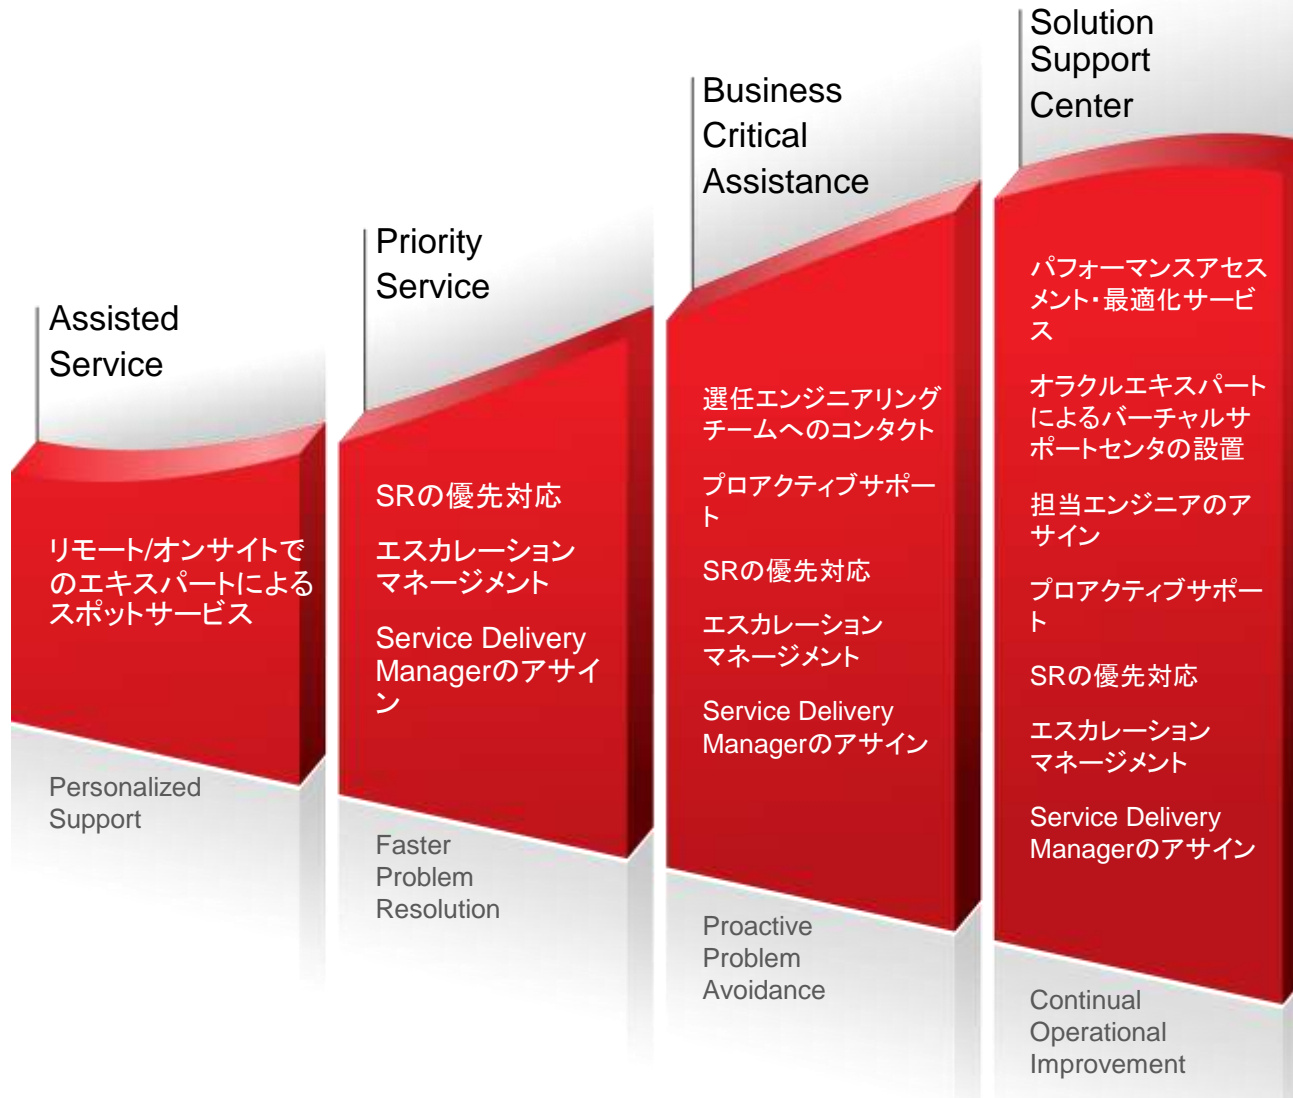 Assisted
Service
リモート/オンサイトで
のエキスパートによる
スポットサービス
Personalized
Support
Priority
Service
SRの優先対応
エスカレーション
マネージメント
Service Delivery
Managerのアサイ
ン
Faster
Problem
Resolution
Business
Critical
Assistance
選任エンジニアリング
チームへのコンタクト
プロアクティブサポー
ト
SRの優先対応
エスカレーション
マネージメント
Service Delivery
Managerのアサイン
Proactive
Problem
Avoidance
Solution
Support
Center
パフォーマンスアセス
メント・最適化サービ
ス
オラクルエキスパート
によるバーチャルサ
ポートセンタの設置
担当エンジニアのア
サイン
プロアクティブサポー
ト
SRの優先対応
エスカレーション
マネージメント
Service Delivery
Managerのアサイン
Continual
Operational
Improvement